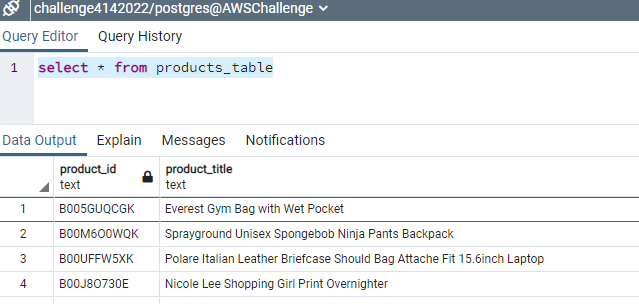 challenge4142022/postgres@AWSChallenge
Query Editor Query History
1 select * from products_table
Data Output Explain Messages Notifications
product_id product_title
text text
1 B005GUQCGK Everest Gym Bag with Wet Pocket
2 B00M6O0WQK Sprayground Unisex Spongebob Ninja Pants Backpack
3 B00UFFW5XK Polare Italian Leather Briefcase Should Bag Attache Fit 15.6inch Laptop
4 B00J8O730E Nicole Lee Shopping Girl Print Overnighter